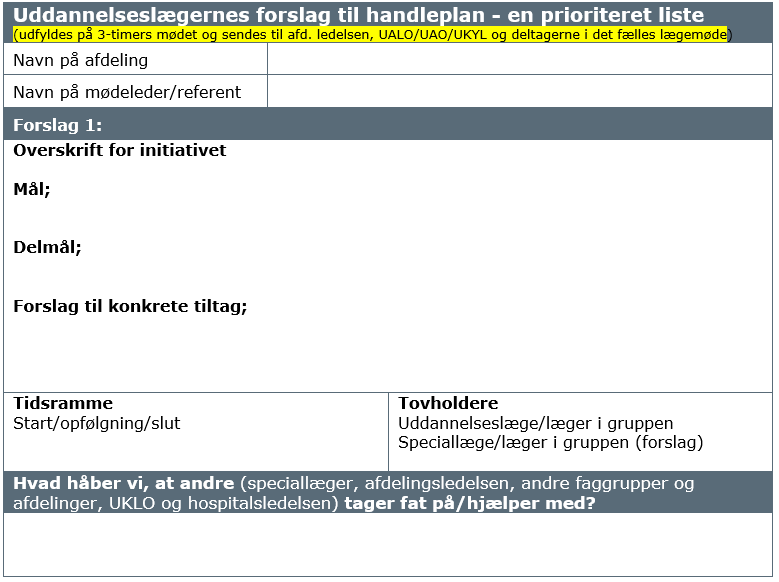 Uddannelseslægernes forslag til handleplan - en prioriteret liste
(udfyldes på 3-timers mødet og sendes til afd. ledelsen, UALO/UAO/UKYL og deltagerne i det fælles lægemøde)
Navn på afdeling
Navn på mødeleder/referent
Forslag 1:
Overskrift for initiativet
Mål;
Delmål;
Forslag til konkrete tiltag;
Tidsramme
Start/opfølgning/slut
Tovholdere
Uddannelseslæge/læger i gruppen
Speciallæge/læger i gruppen (forslag)
Hvad håber vi, at andre (speciallæger, afdelingsledelsen, andre faggrupper og
afdelinger, UKLO og hospitalsledelsen) tager fat på/hjælper med?